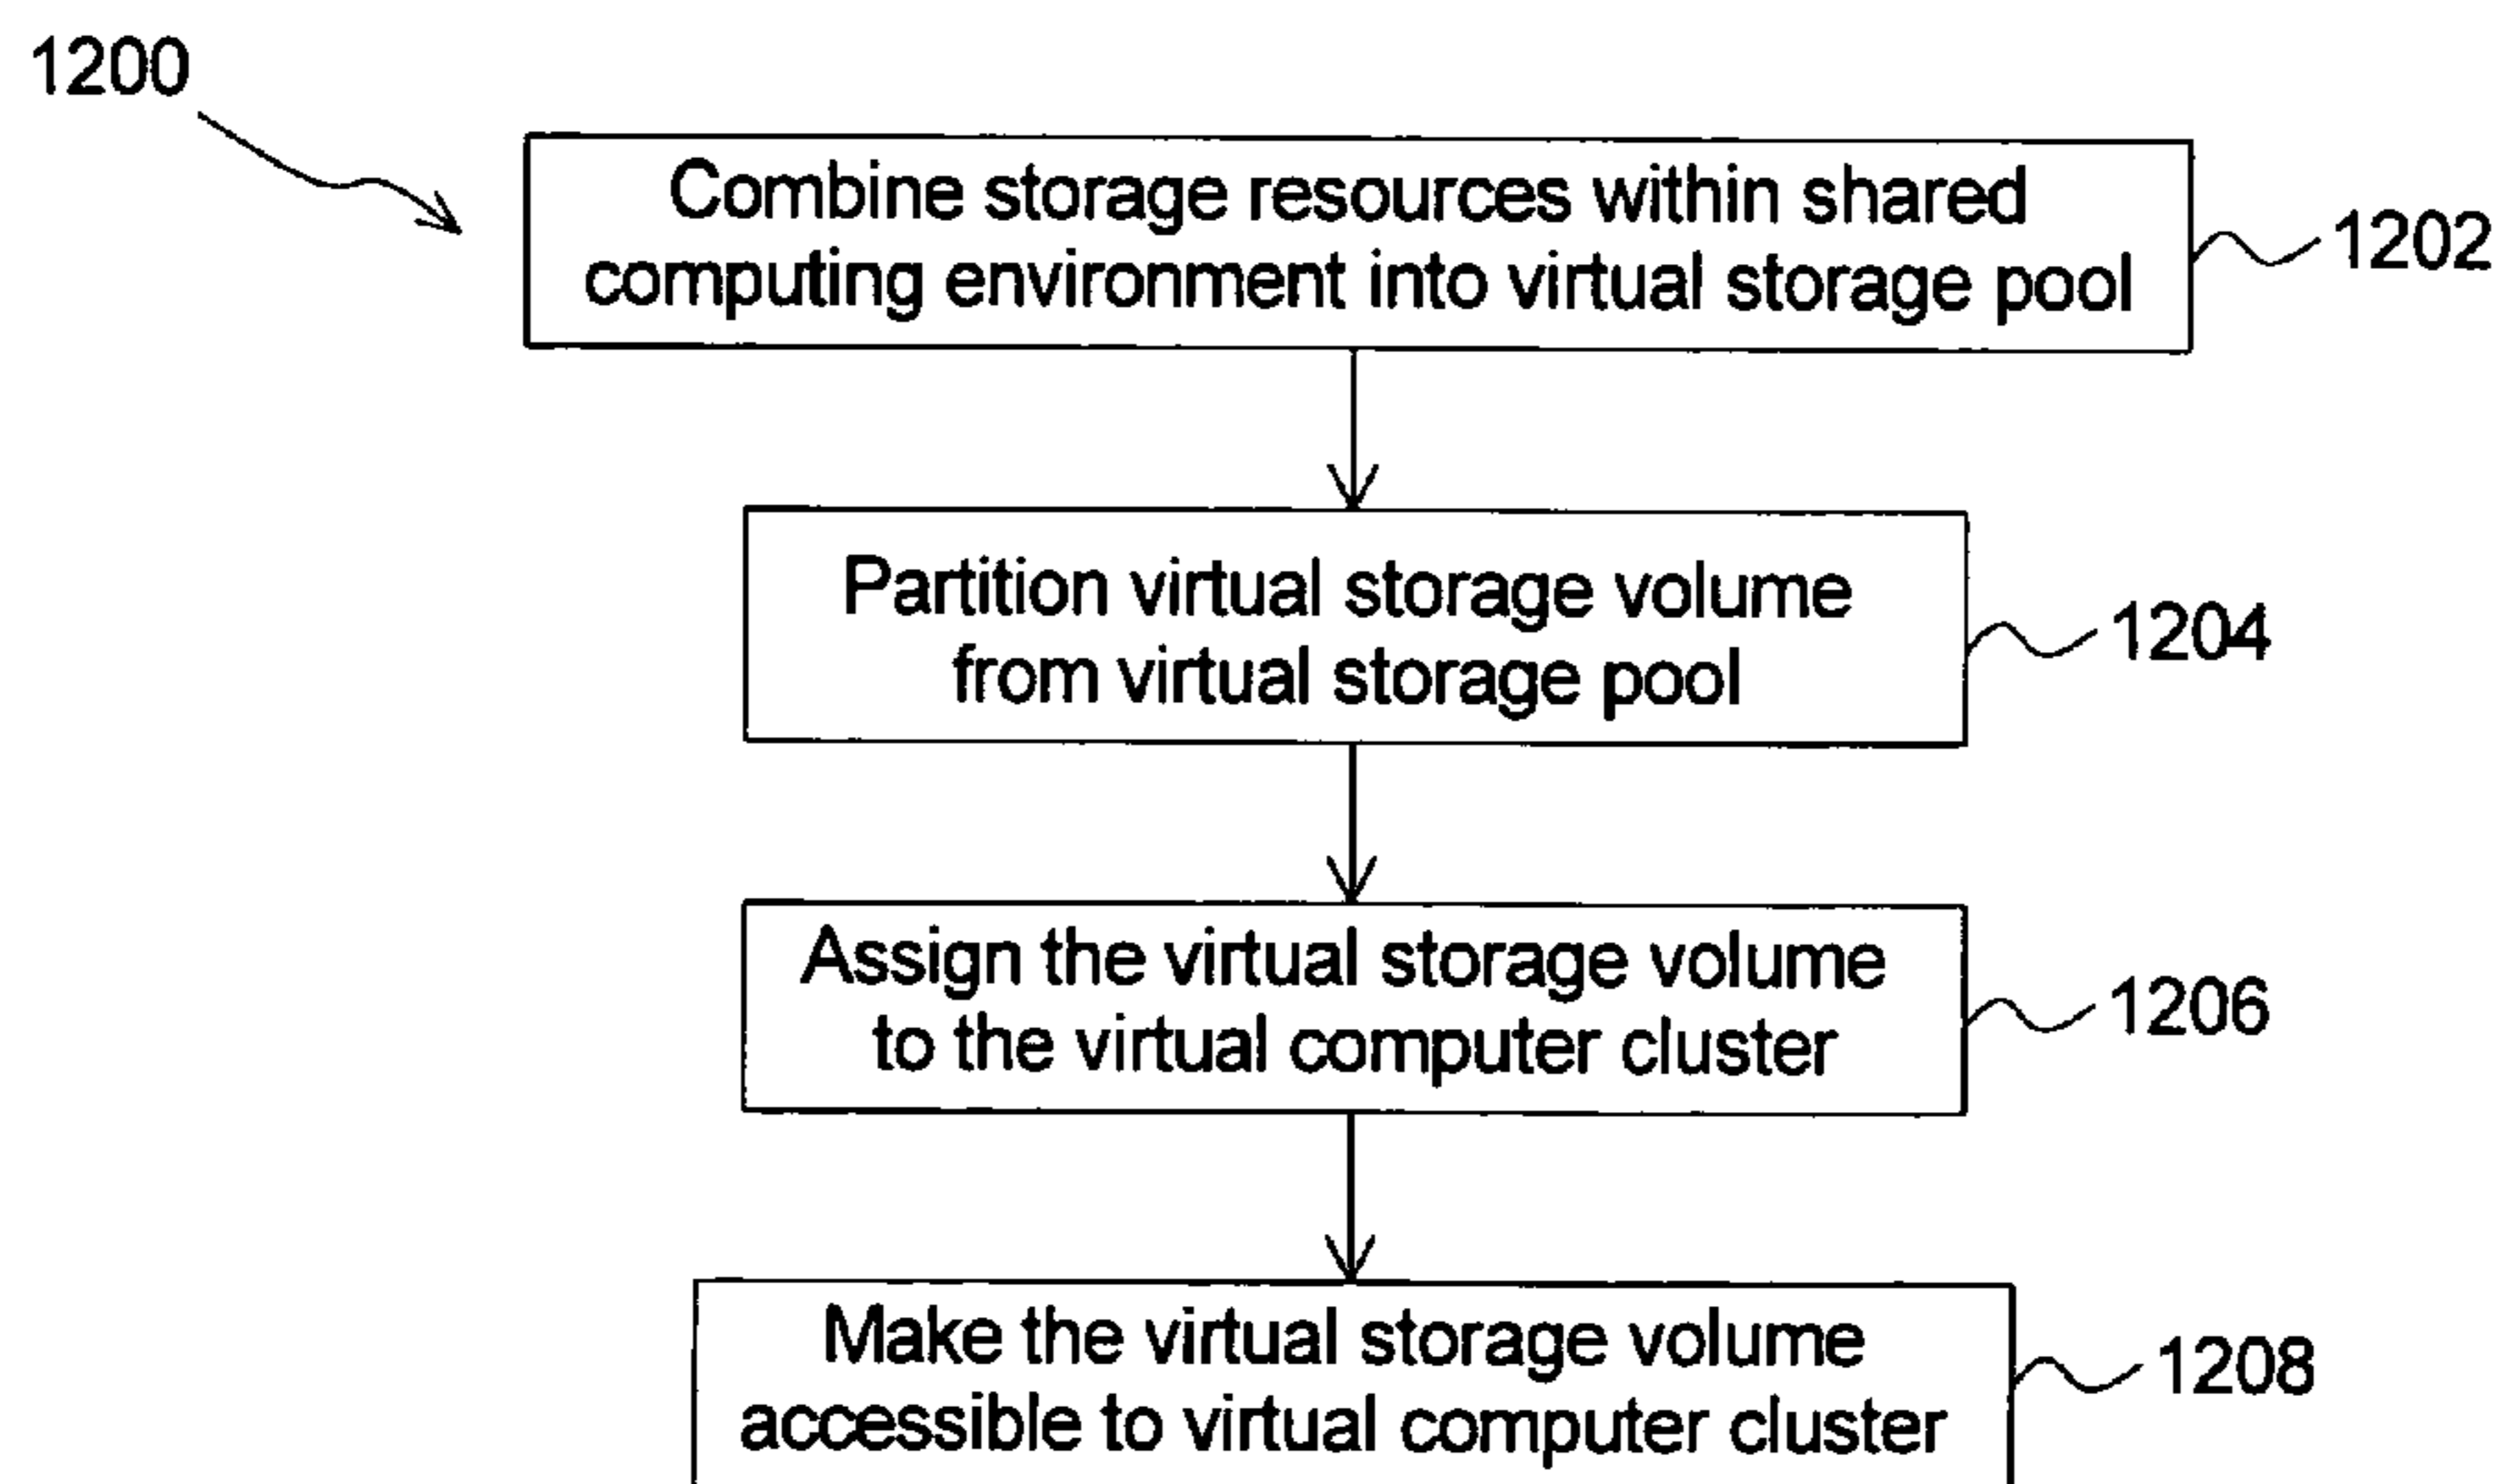 1200
Combine storage resources within shared
computing environment into virtual storage pool
1202
Partition virtual storage volume
from virtual storage pool
1204
Assign the virtual storage volume
to the virtual computer cluster
1206
Make the virtual storage volume
accessible to virtual computer cluster
1208